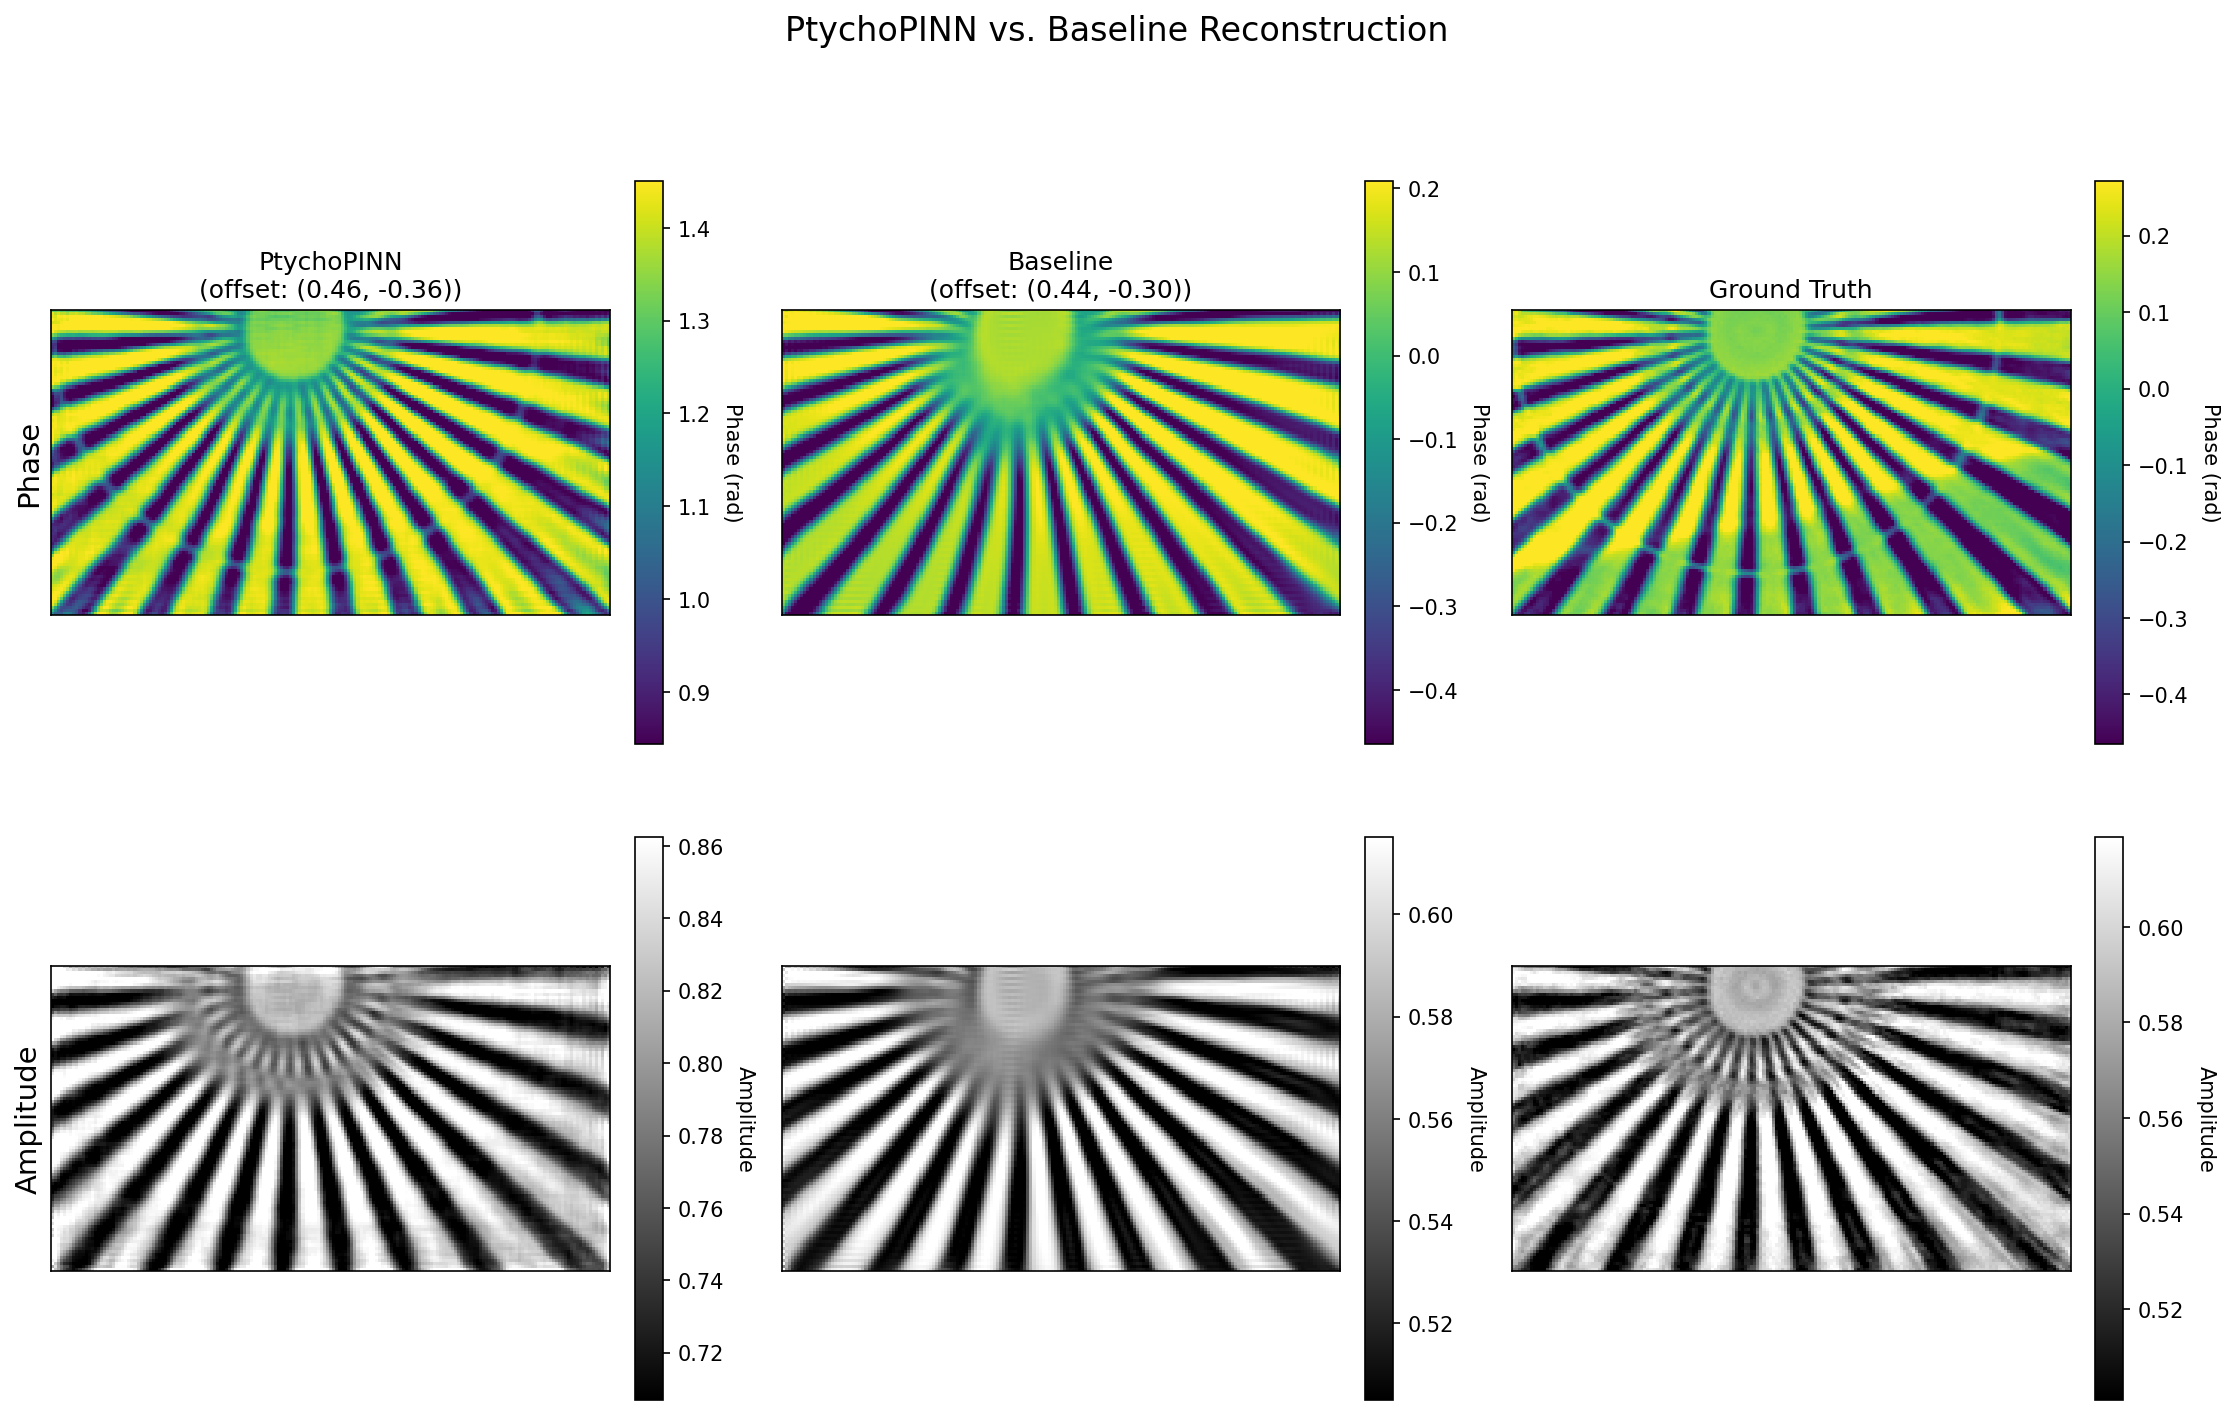 PtychoPINN vs. Baseline Reconstruction
PtychoPINN
(offset: (0.46, -0.36))
Baseline
(offset: (0.44, -0.30))
Ground Truth
Phase
1.4
1.3
1.2
1.1
1.0
0.9
Phase (rad)
0.2
0.1
0.0
−0.1
−0.2
−0.3
−0.4
Phase (rad)
0.2
0.1
0.0
−0.1
−0.2
−0.3
−0.4
Phase (rad)
Amplitude
0.86
0.84
0.82
0.80
0.78
0.76
0.74
0.72
Amplitude
0.60
0.58
0.56
0.54
0.52
Amplitude
0.60
0.58
0.56
0.54
0.52
Amplitude